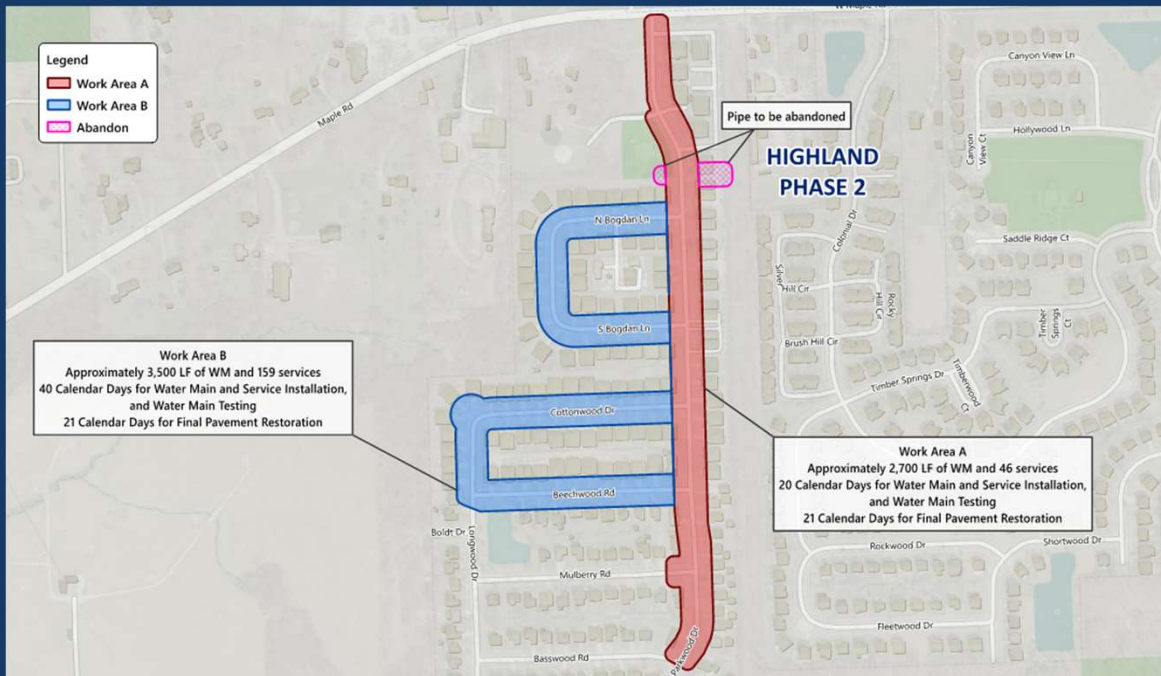 W Maple Rd
Legend
Work Area A
Work Area B
Abandon
Maple Rd
Canyon View Ln
Pipe to be abandoned
Hollywood Ln
Canyon
View Ct
HIGHLAND
PHASE 2
Colonial Dr
N Bogdan Ln
Saddle Ridge Ct
Silver
Hill Cir
Rocky
Hill Cir
S Bogdan Ln
Brush Hill Cir
Timber
Springs
Ct
Work Area B
Approximately 3,500 LF of WM and 159 services
40 Calendar Days for Water Main and Service Installation,
and Water Main Testing
21 Calendar Days for Final Pavement Restoration
Timber Springs Dr
Timberwood
Ct
Cottonwood Dr
Work Area A
Approximately 2,700 LF of WM and 46 services
20 Calendar Days for Water Main and Service Installation,
and Water Main Testing
21 Calendar Days for Final Pavement Restoration
Beechwood Rd
Boldt Dr
Longwood Dr
Rockwood Dr
Shortwood Dr
Mulberry Rd
Fleetwood Dr
Basswood Rd
Parkwood Dr